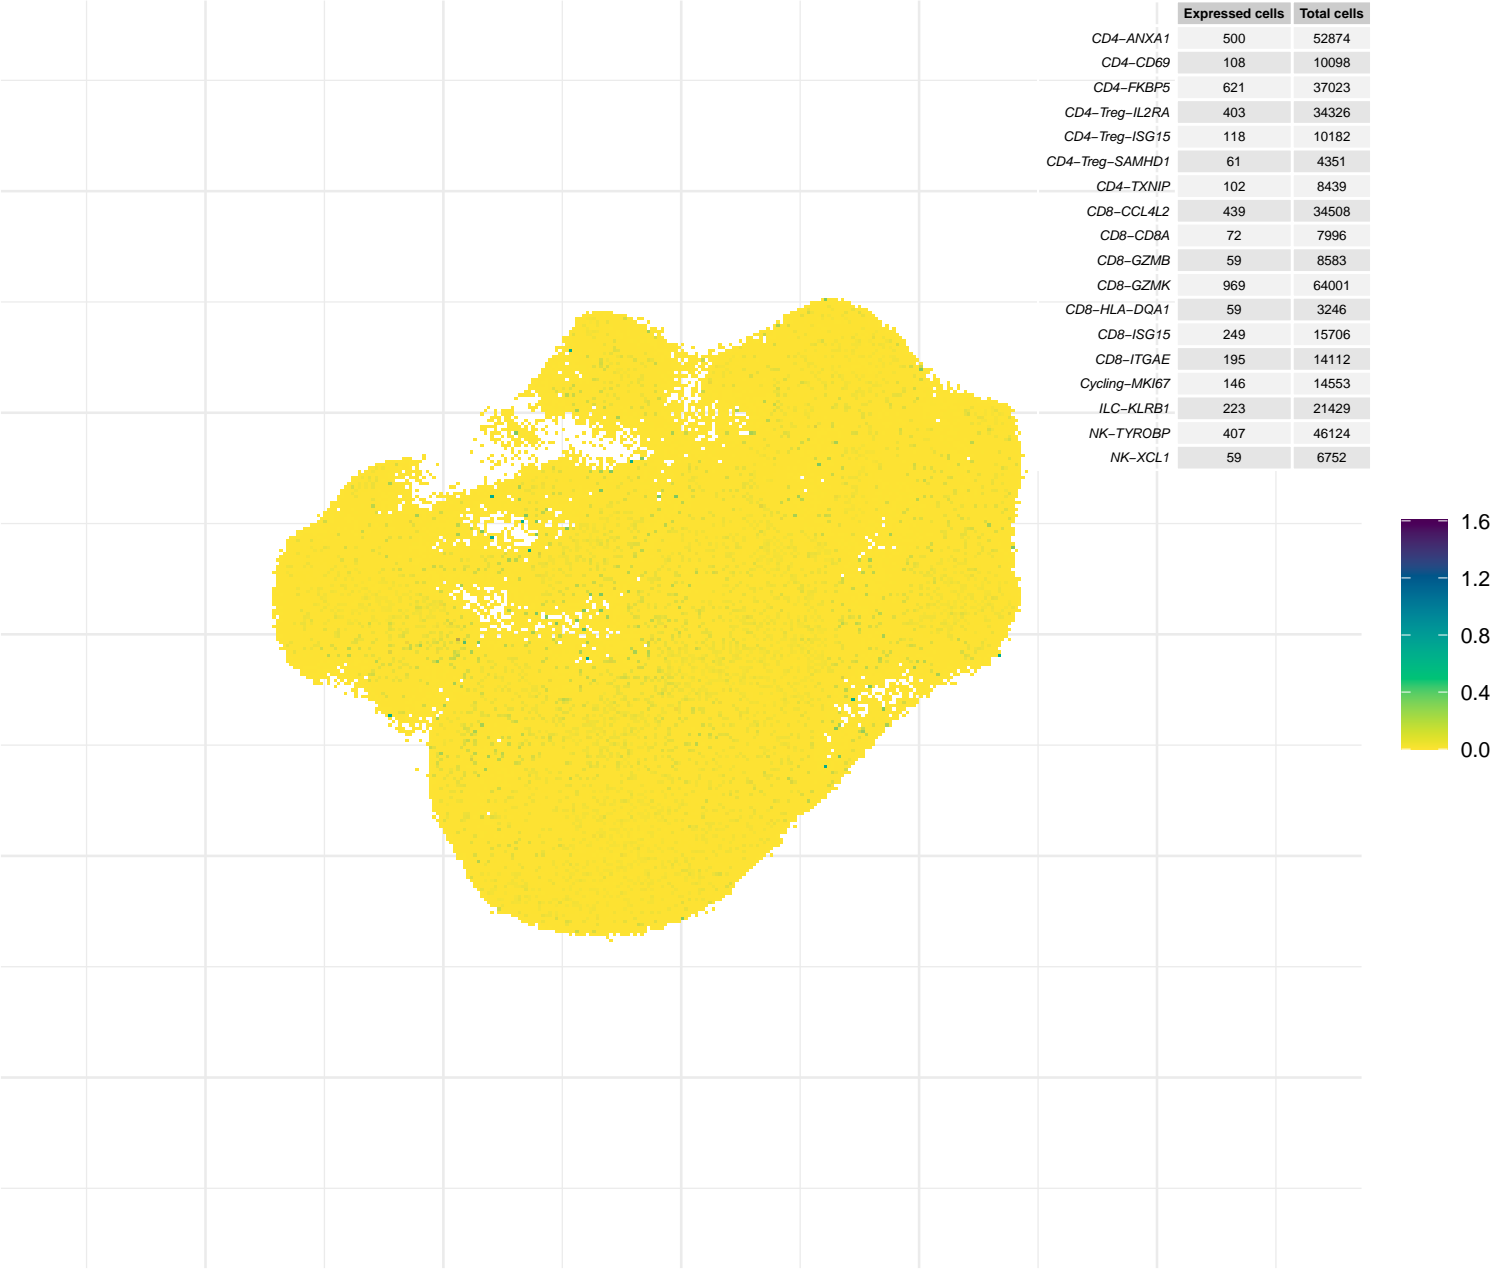 Expressed cells Total cells
CD4−ANXA1 500 52874
CD4−CD69 108 10098
CD4−FKBP5 621 37023
CD4−Treg−IL2RA 403 34326
CD4−Treg−ISG15 118 10182
CD4−Treg−SAMHD1 61 4351
CD4−TXNIP 102 8439
CD8−CCL4L2 439 34508
CD8−CD8A 72 7996
CD8−GZMB 59 8583
CD8−GZMK 969 64001
CD8−HLA−DQA1 59 3246
CD8−ISG15 249 15706
CD8−ITGAE 195 14112
Cycling−MKI67 146 14553
ILC−KLRB1 223 21429
NK−TYROBP 407 46124
NK−XCL1 59 6752
1.6
1.2
0.8
0.4
0.0